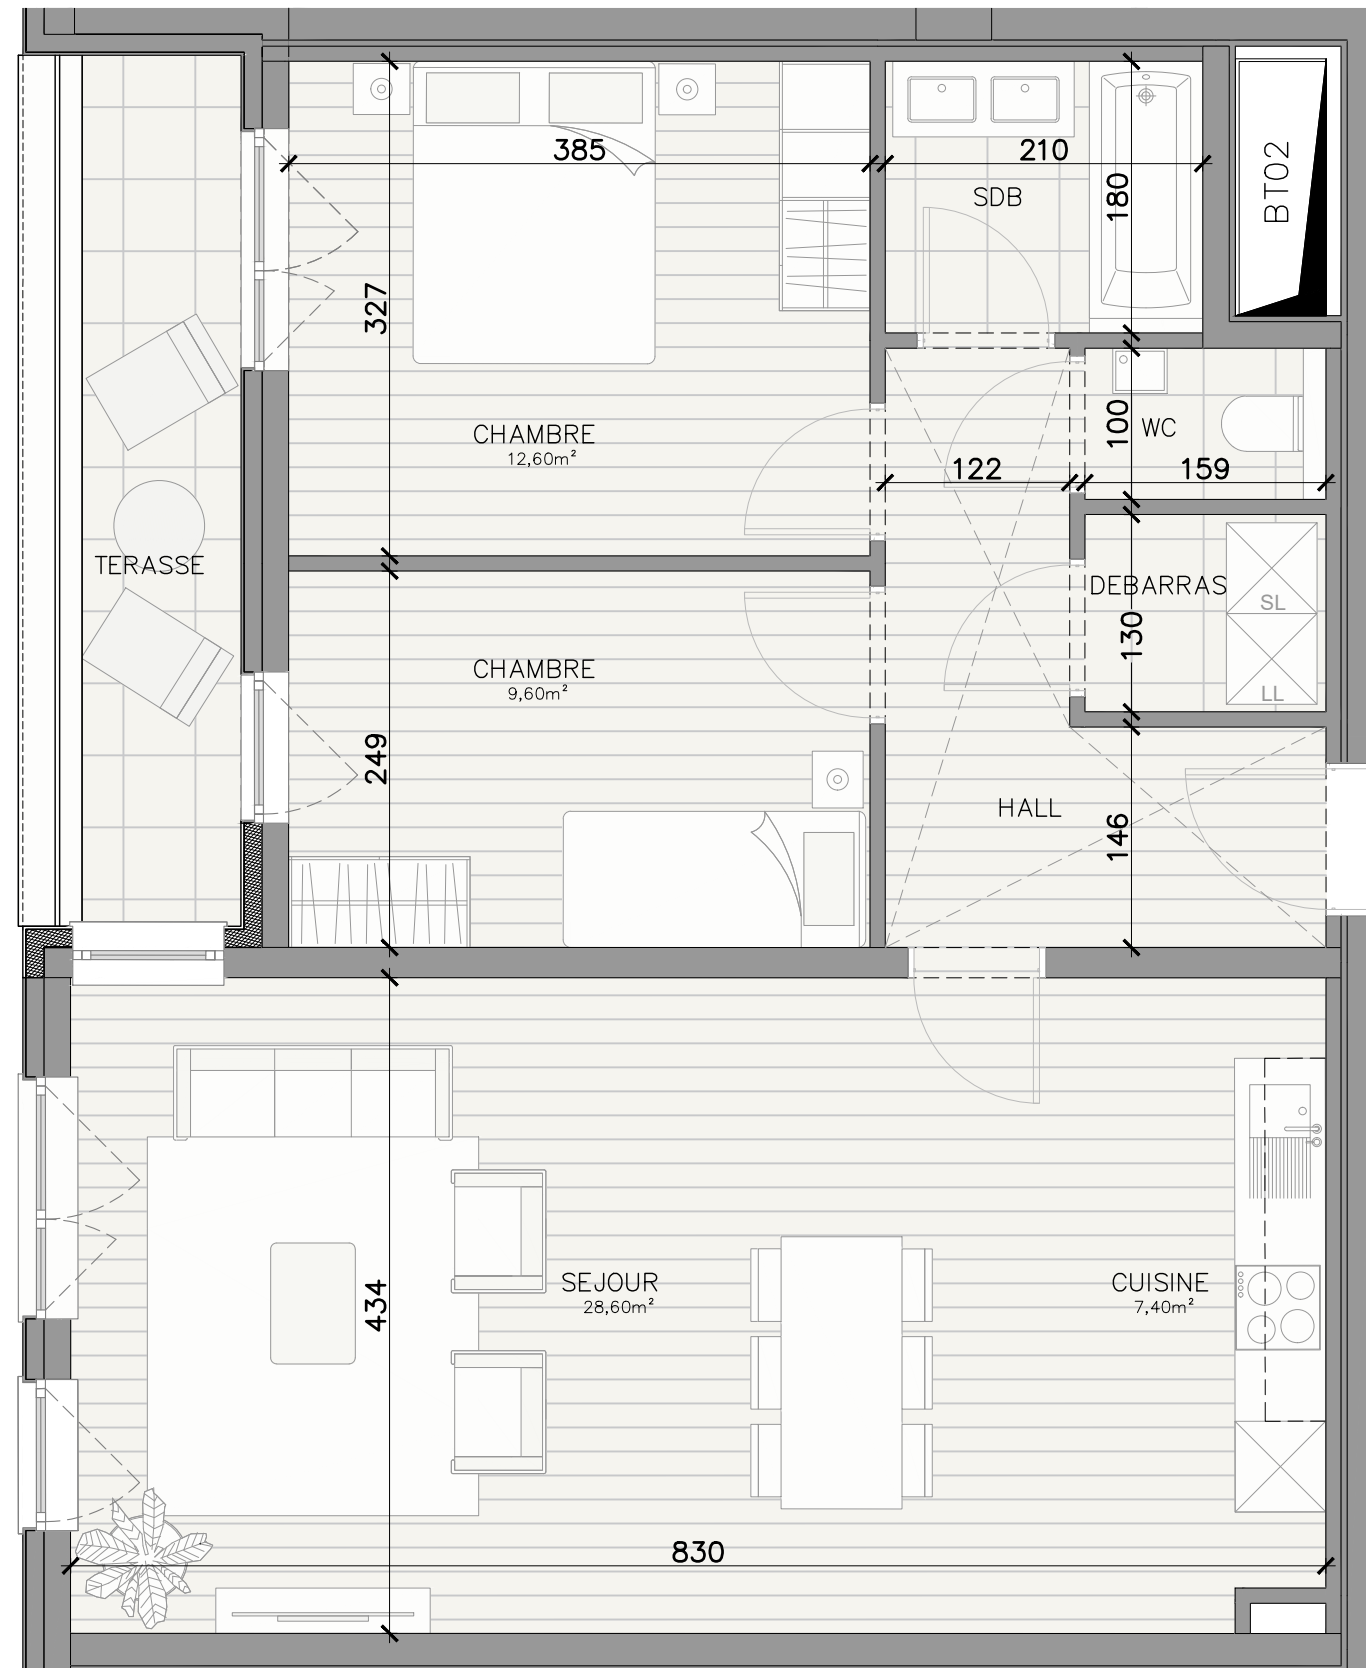 385
210
SDB
180
BT02
327
CHAMBRE
12,60m²
100
WC
122
159
TERASSE
DEBARRAS
SL
130
LL
CHAMBRE
9,60m²
249
HALL
146
SEJOUR
28,60m²
CUISINE
7,40m²
434
830